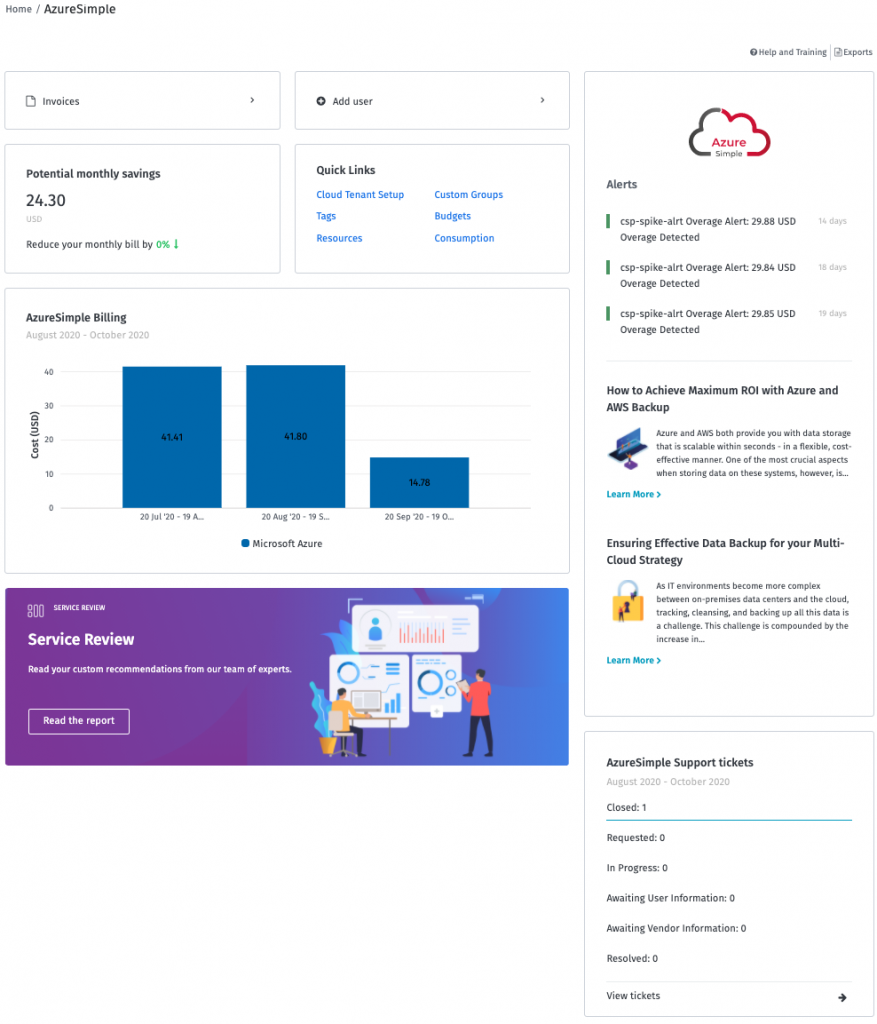 Home / AzureSimple
Help and Training
Exports
Invoices
Add user
Potential monthly savings
24.30
USD
Reduce your monthly bill by 0%
Quick Links
Cloud Tenant Setup
Custom Groups
Tags
Budgets
Resources
Consumption
AzureSimple Billing
August 2020 - October 2020
Cost (USD)
40
30
20
10
0
41.41
41.80
14.78
20 Jul '20 - 19 A...
20 Aug '20 - 19 S...
20 Sep '20 - 19 O...
Microsoft Azure
SERVICE REVIEW
Service Review
Read your custom recommendations from our team of experts.
Read the report
Azure
Simple
Alerts
csp-spike-alrt Overage Alert: 29.88 USD
Overage Detected
14 days
csp-spike-alrt Overage Alert: 29.84 USD
Overage Detected
18 days
csp-spike-alrt Overage Alert: 29.85 USD
Overage Detected
19 days
How to Achieve Maximum ROI with Azure and
AWS Backup
Azure and AWS both provide you with data storage
that is scalable within seconds - in a flexible, cost-
effective manner. One of the most crucial aspects
when storing data on these systems, however, is...
Learn More
Ensuring Effective Data Backup for your Multi-
Cloud Strategy
As IT environments become more complex
between on-premises data centers and the cloud,
tracking, cleansing, and backing up all this data is
a challenge. This challenge is compounded by the
increase in...
Learn More
AzureSimple Support tickets
August 2020 - October 2020
Closed: 1
Requested: 0
In Progress: 0
Awaiting User Information: 0
Awaiting Vendor Information: 0
Resolved: 0
View tickets